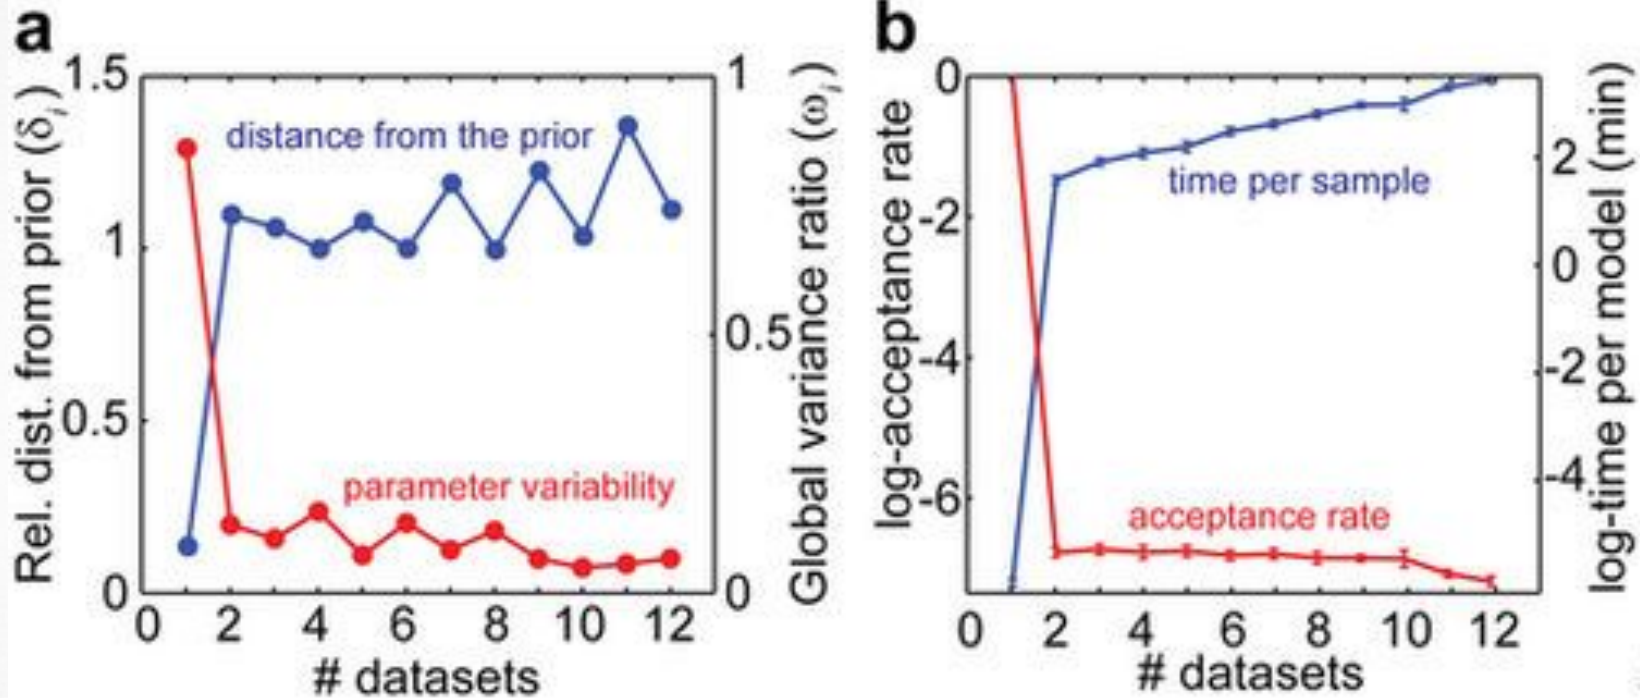 a
Rel. dist. from prior (δi)
1.5
1
0.5
0
distance from the prior
parameter variability
1
0.5
0
Global variance ratio (ωi)
0 2 4 6 8 10 12
# datasets
b
log-acceptance rate
0
-2
-4
-6
time per sample
acceptance rate
2
0
-2
-4
log-time per model (min)
0 2 4 6 8 10 12
# datasets